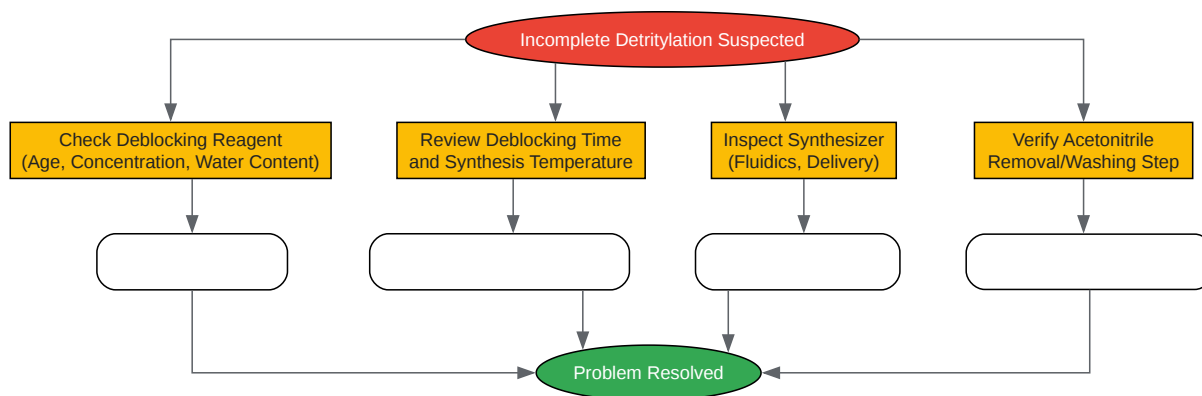 Incomplete Detritylation Suspected
Check Deblocking Reagent
(Age, Concentration, Water Content)
Review Deblocking Time
and Synthesis Temperature
Inspect Synthesizer
(Fluidics, Delivery)
Verify Acetonitrile
Removal/Washing Step
Problem Resolved